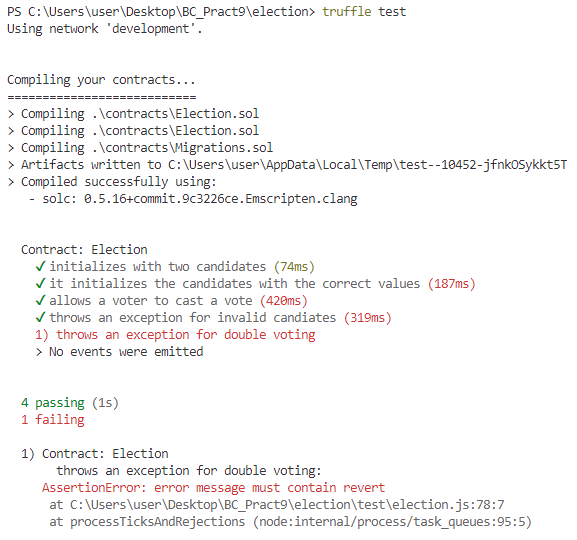 PS C:\Users\user\Desktop\BC_Pract9\election> truffle test
Using network 'development'.
Compiling your contracts...
===========================
> Compiling .\contracts\Election.sol
> Compiling .\contracts\Election.sol
> Compiling .\contracts\Migrations.sol
> Artifacts written to C:\Users\user\AppData\Local\Temp\test--10452-jfnkOSykkt5T
> Compiled successfully using:
- solc: 0.5.16+commit.9c3226ce.Emscripten.clang
Contract: Election
✓ initializes with two candidates (74ms)
✓ it initializes the candidates with the correct values (187ms)
✓ allows a voter to cast a vote (420ms)
✓ throws an exception for invalid candiates (319ms)
1) throws an exception for double voting
> No events were emitted
4 passing (1s)
1 failing
1) Contract: Election
throws an exception for double voting:
AssertionError: error message must contain revert
at C:\Users\user\Desktop\BC_Pract9\election\test\election.js:78:7
at processTicksAndRejections (node:internal/process/task_queues:95:5)